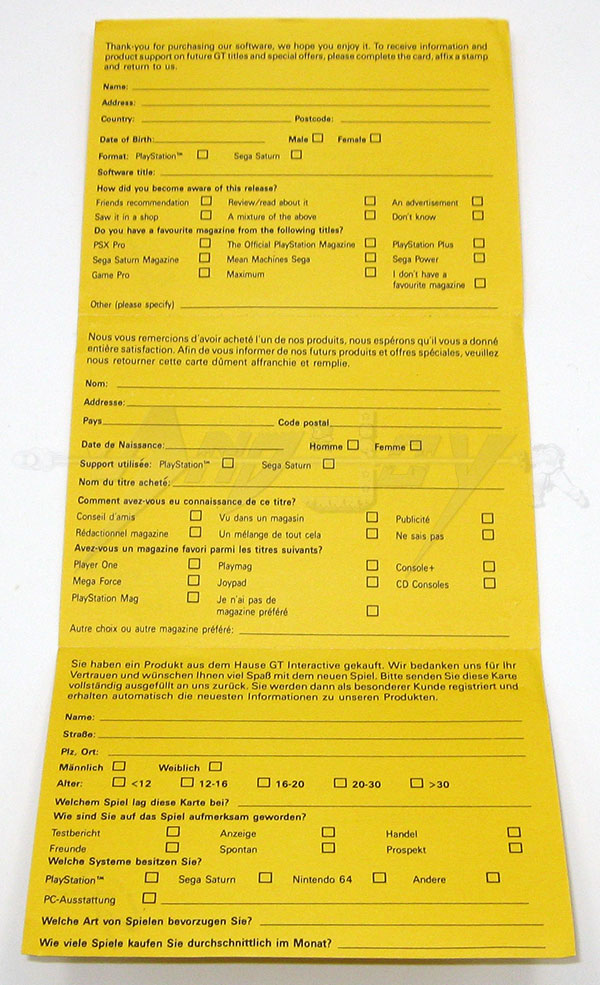 Thank-you for purchasing our software, we hope you enjoy it. To receive information and
product support on future GT titles and special offers, please complete the card, affix a stamp
and return to us.
Name:
Address:
Country: Postcode:
Date of Birth: Male Female
Format: PlayStation™ Sega Saturn
Software title:
How did you become aware of this release?
Friends recommendation Review/read about it An advertisement
Saw it in a shop A mixture of the above Don't know
Do you have a favourite magazine from the following titles?
PSX Pro The Official PlayStation Magazine PlayStation Plus
Sega Saturn Magazine Mean Machines Sega Sega Power
Game Pro Maximum I don't have a
favourite magazine
Other (please specify)
Nous vous remercions d'avoir acheté l'un de nos produits, nous espérons qu'il vous a donné
entière satisfaction. Afin de vous informer de nos futurs produits et offres spéciales, veuillez
nous retourner cette carte dûment affranchie et remplie.
Nom:
Addresse:
Pays Code postal
Date de Naissance: Homme Femme
Support utilisée: PlayStation™ Sega Saturn
Nom du titre acheté:
Comment avez-vous eu connaissance de ce titre?
Conseil d'amis Vu dans un magasin Publicité
Rédactionnel magazine Un mélange de tout cela Ne sais pas
Avez-vous un magazine favori parmi les titres suivants?
Player One Playmag Console+
Mega Force Joypad CD Consoles
PlayStation Mag Je n'ai pas de
magazine préféré
Autre choix ou autre magazine préféré:
Sie haben ein Produkt aus dem Hause GT Interactive gekauft. Wir bedanken uns für Ihr
Vertrauen und wünschen Ihnen viel Spaß mit dem neuen Spiel. Bitte senden Sie diese Karte
vollständig ausgefüllt an uns zurück. Sie werden dann als besonderer Kunde registriert und
erhalten automatisch die neuesten Informationen zu unseren Produkten.
Name:
Straße:
Plz, Ort:
Männlich Weiblich
Alter: <12 12-16 16-20 20-30 >30
Welchem Spiel lag diese Karte bei?
Wie sind Sie auf das Spiel aufmerksam geworden?
Testbericht Anzeige Handel
Freunde Spontan Prospekt
Welche Systeme besitzen Sie?
PlayStation™ Sega Saturn Nintendo 64 Andere
PC-Ausstattung
Welche Art von Spielen bevorzugen Sie?
Wie viele Spiele kaufen Sie durchschnittlich im Monat?